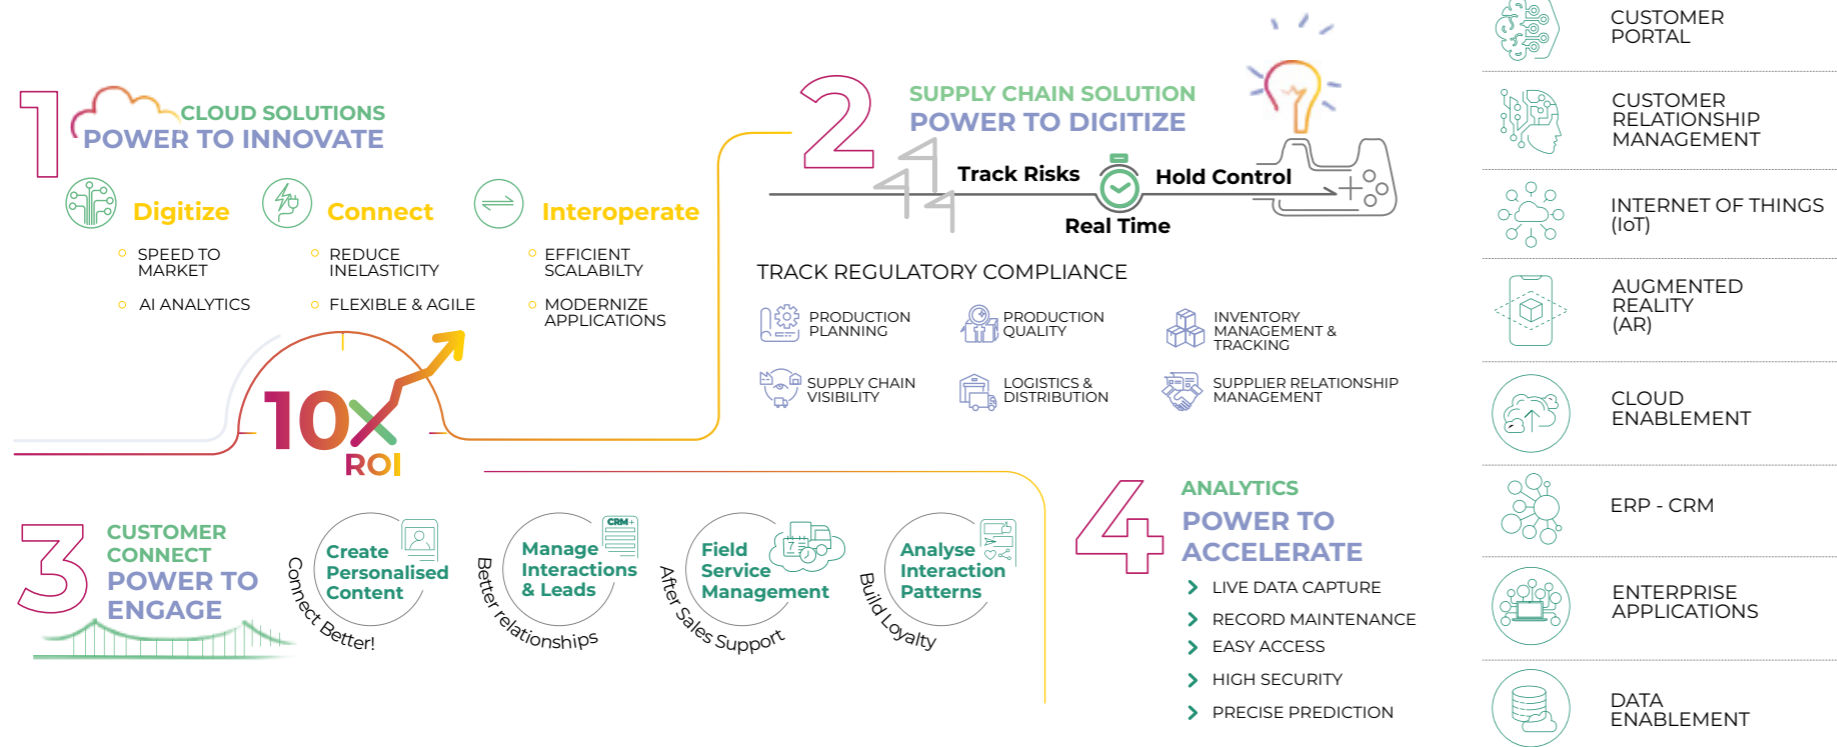 1
CLOUD SOLUTIONS
POWER TO INNOVATE
Digitize
SPEED TO
MARKET
AI ANALYTICS
Connect
REDUCE
INELASTICITY
FLEXIBLE & AGILE
Interoperate
EFFICIENT
SCALABILTY
MODERNIZE
APPLICATIONS
10X
ROI
2
SUPPLY CHAIN SOLUTION
POWER TO DIGITIZE
Track Risks
Hold Control
Real Time
TRACK REGULATORY COMPLIANCE
PRODUCTION
PLANNING
PRODUCTION
QUALITY
INVENTORY
MANAGEMENT &
TRACKING
SUPPLY CHAIN
VISIBILITY
LOGISTICS &
DISTRIBUTION
SUPPLIER RELATIONSHIP
MANAGEMENT
3
CUSTOMER
CONNECT
POWER TO
ENGAGE
Create
Personalised
Content
Connect Better!
CRM+
Manage
Interactions
& Leads
Better relationships
7
Field
Service
Management
After Sales Support
Analyse
Interaction
Patterns
Build Loyalty
4
ANALYTICS
POWER TO
ACCELERATE
LIVE DATA CAPTURE
RECORD MAINTENANCE
EASY ACCESS
HIGH SECURITY
PRECISE PREDICTION
CUSTOMER
PORTAL
CUSTOMER
RELATIONSHIP
MANAGEMENT
INTERNET OF THINGS
(IoT)
AUGMENTED
REALITY
(AR)
CLOUD
ENABLEMENT
ERP - CRM
ENTERPRISE
APPLICATIONS
DATA
ENABLEMENT